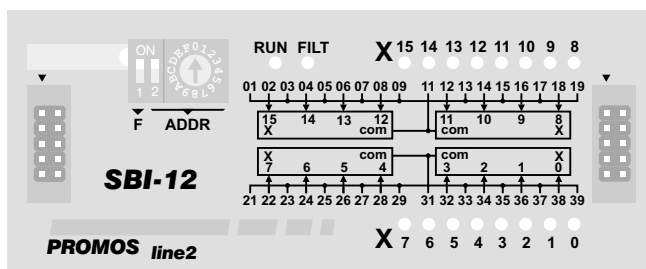 ON
0123456789ABCDEF
1 2
F ADDR
RUN FILT
X 15 14 13 12 11 10 9 8
01 02 03 04 05 06 07 08 09 11 12 13 14 15 16 17 18 19
15 14 13 12 11 10 9 8
X com com X
X com com X
7 6 5 4 3 2 1 0
21 22 23 24 25 26 27 28 29 31 32 33 34 35 36 37 38 39
SBI-12
X 7 6 5 4 3 2 1 0
PROMOS line2